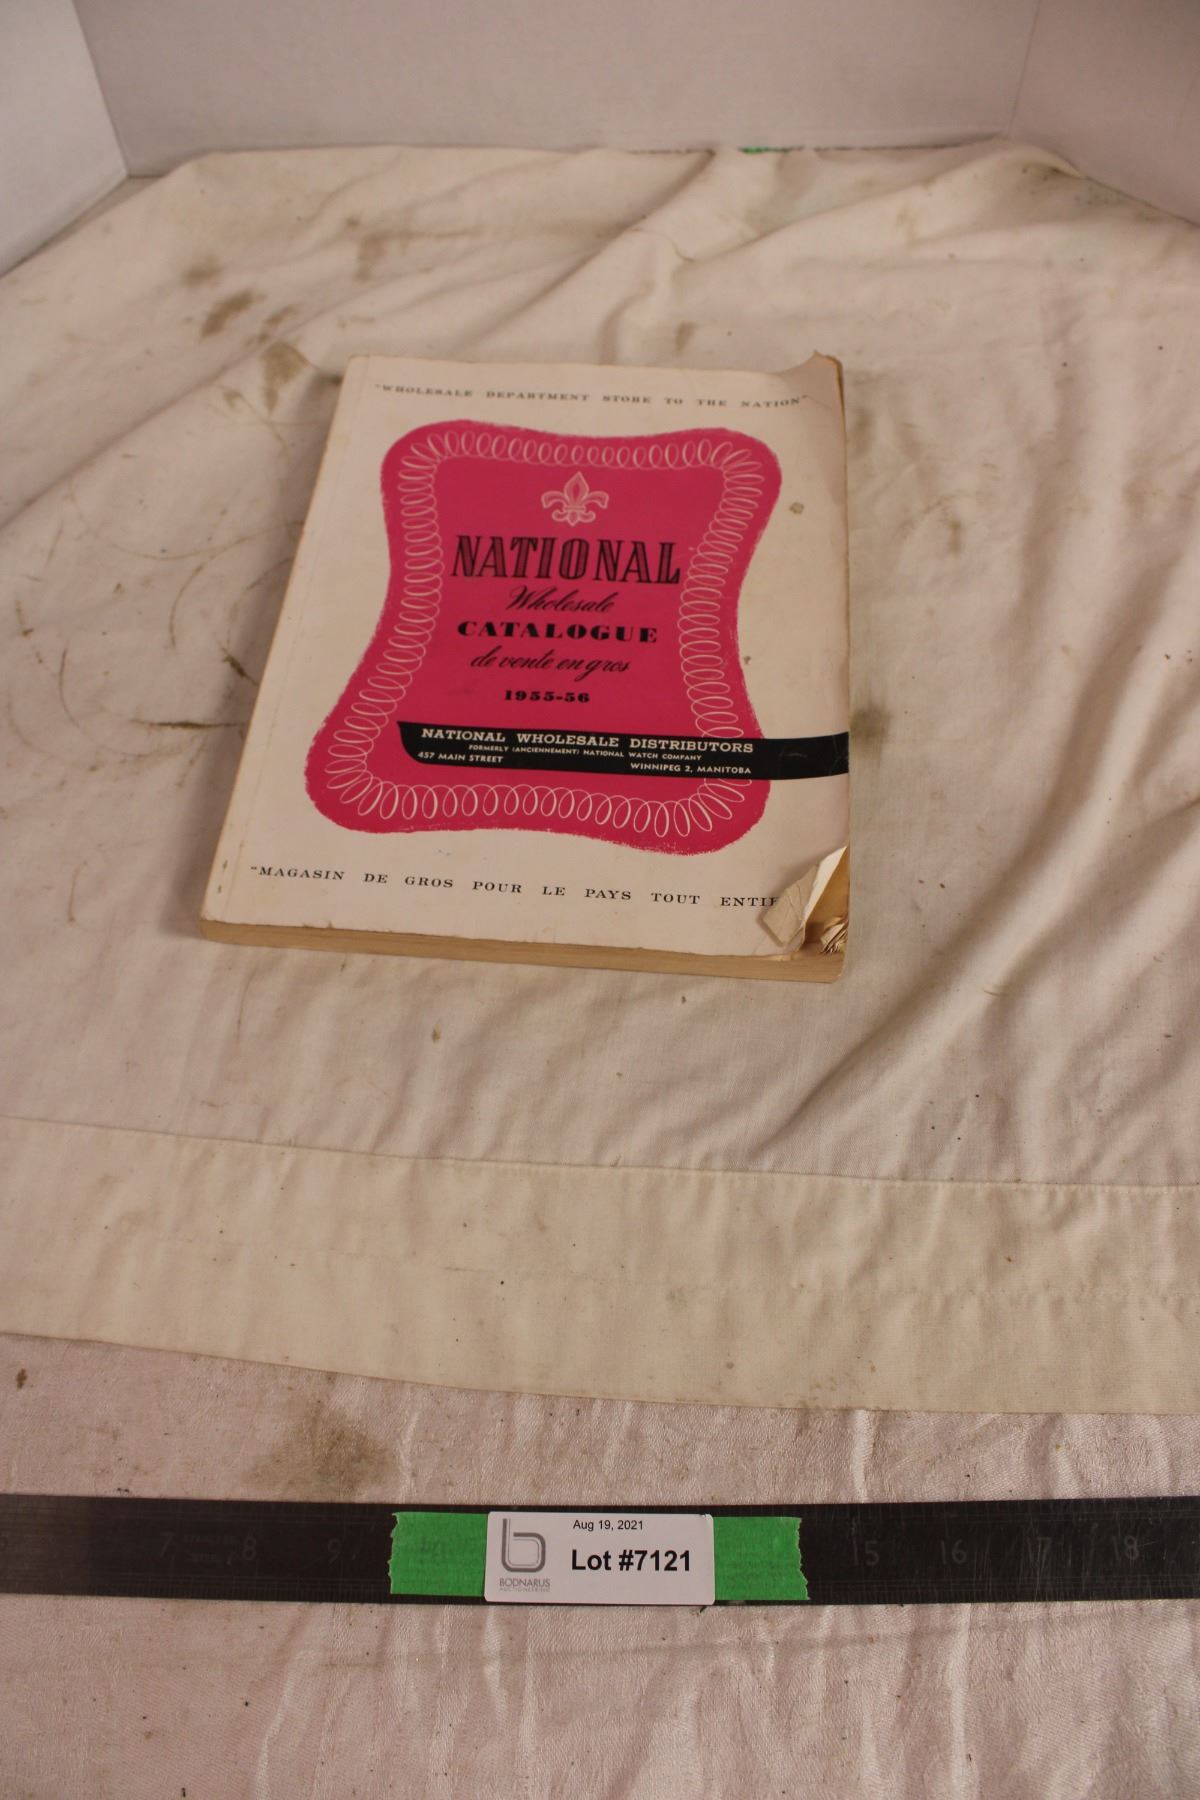 "WHOLESALE DEPARTMENT STORE TO THE NATION"
NATIONAL
Wholesale
CATALOGUE
de vente en gros
1955-56
NATIONAL WHOLESALE DISTRIBUTORS
FORMERLY (ANCIENNEMENT) NATIONAL WATCH COMPANY
457 MAIN STREET
WINNIPEG 2, MANITOBA
"MAGASIN DE GROS POUR LE PAYS TOUT ENTIE
7 8 9 15 16 17 18
Aug 19, 2021
Lot #7121
b
BODNARUS
AUCTIONEERING